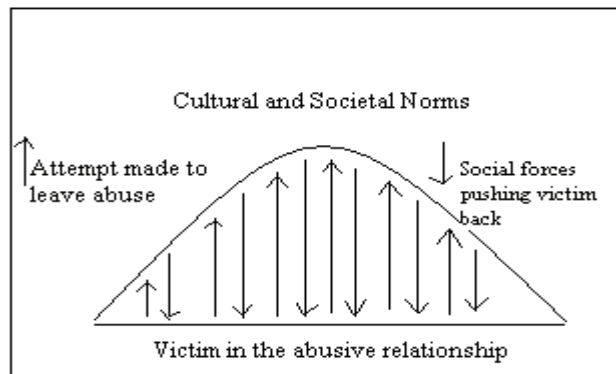 Cultural and Societal Norms
Attempt made to
leave abuse
Social forces
pushing victim
back
Victim in the abusive relationship